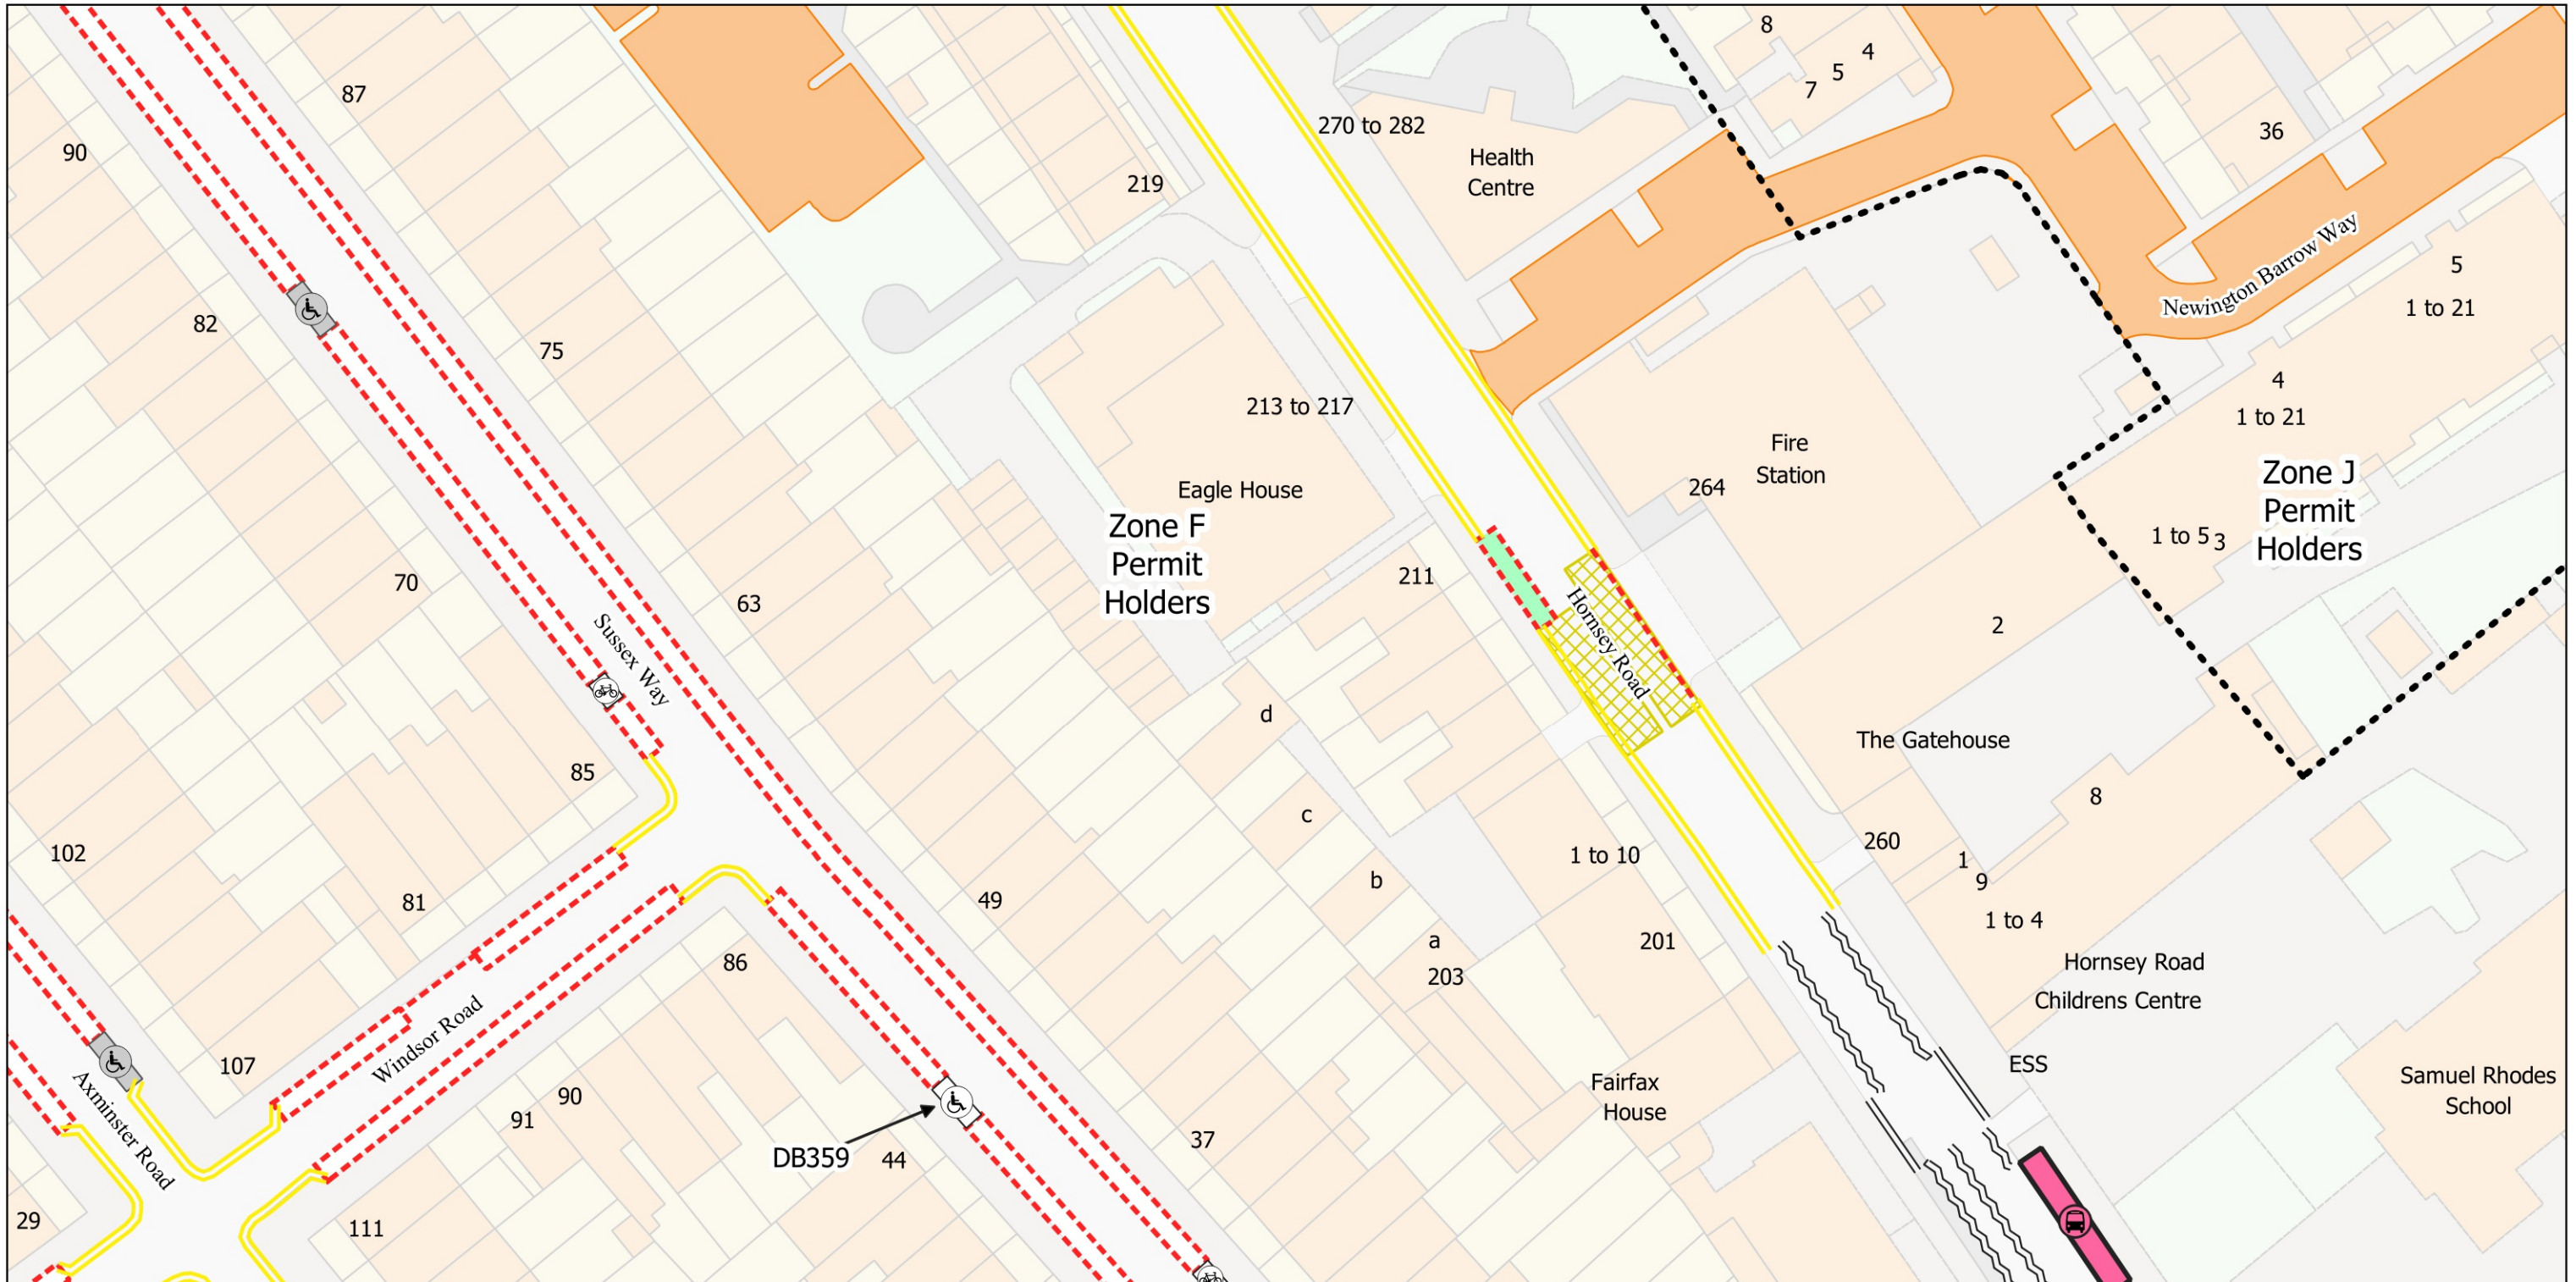 8
4
5
7
87
270 to 282
36
90
Health
Centre
219
Newington Barrow Way
5
1 to 21
82
75
4
1 to 21
213 to 217
Fire
Station
Zone J
Permit
Holders
264
Eagle House
Zone F
Permit
Holders
1 to 5
3
211
70
63
Sussex Way
Hornsey Road
2
d
The Gatehouse
85
8
c
260
102
1 to 10
1
9
b
81
49
1 to 4
a
201
86
Hornsey Road
Childrens Centre
203
Windsor Road
107
ESS
Axminster Road
90
91
Fairfax
House
Samuel Rhodes
School
37
DB359
44
29
111